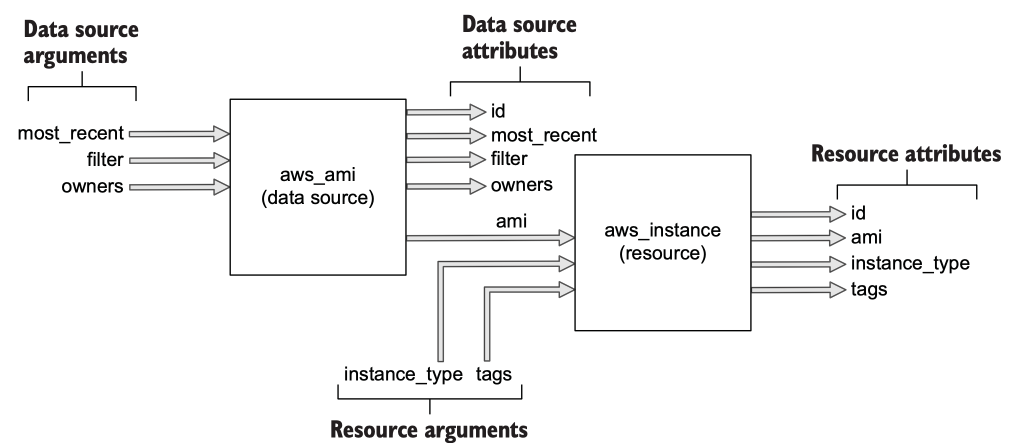 Data source
arguments
most_recent
filter
owners
aws_ami
(data source)
Data source
attributes
id
most_recent
filter
owners
ami
aws_instance
(resource)
instance_type tags
Resource arguments
Resource attributes
id
ami
instance_type
tags